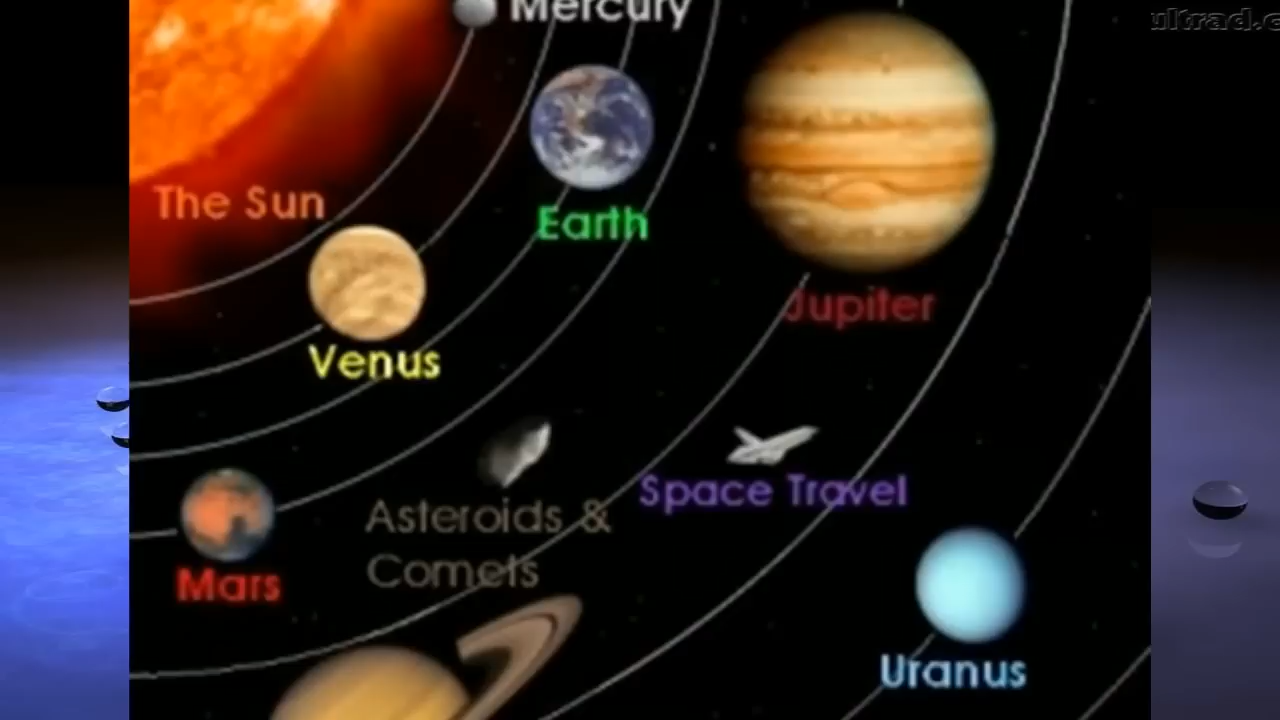 Mercury
Earth
The Sun
Jupiter
Venus
Space Travel
Asteroids &
Comets
Mars
Uranus